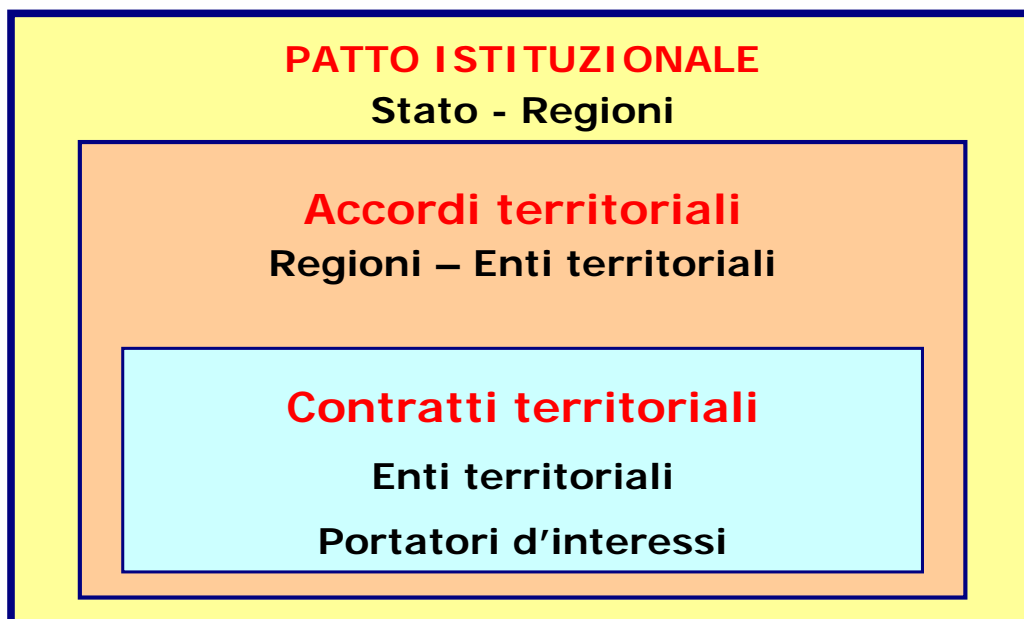 PATTO ISTITUZIONALE
Stato - Regioni
Accordi territoriali
Regioni – Enti territoriali
Contratti territoriali
Enti territoriali
Portatori d’interessi